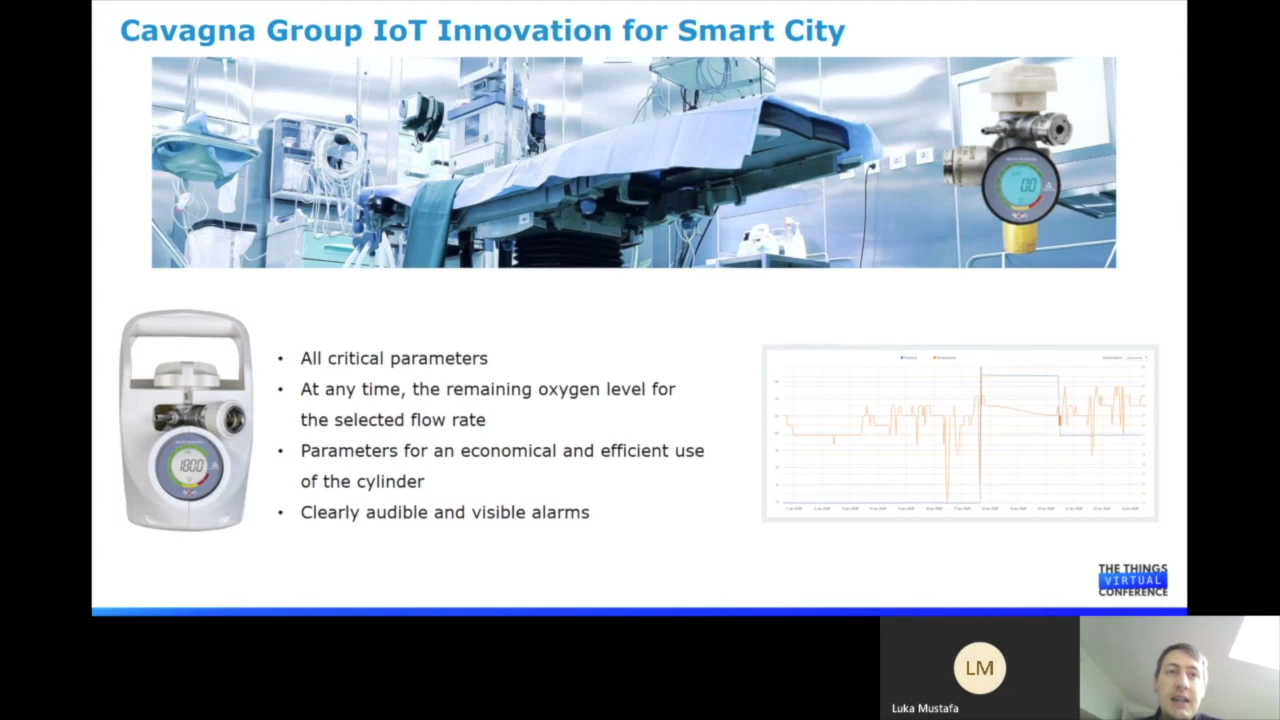 Cavagna Group IoT Innovation for Smart City
00
1800
• All critical parameters
• At any time, the remaining oxygen level for
the selected flow rate
• Parameters for an economical and efficient use
of the cylinder
• Clearly audible and visible alarms
THE THINGS
VIRTUAL
CONFERENCE
LM
Luka Mustafa